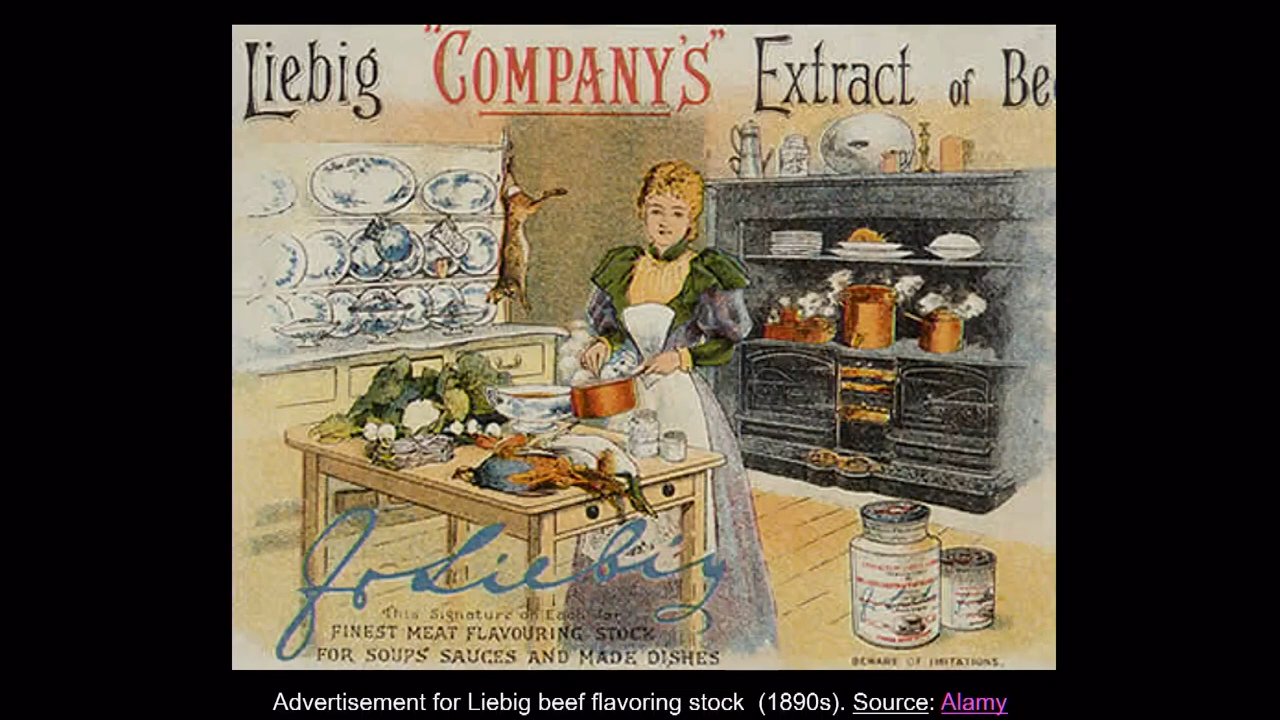 Liebig "COMPANY'S" Extract of Be
J v Liebig
This Signature on Each Jar
FINEST MEAT FLAVOURING STOCK
FOR SOUPS SAUCES AND MADE DISHES
BEWARE OF IMITATIONS.
Advertisement for Liebig beef flavoring stock (1890s). Source: Alamy